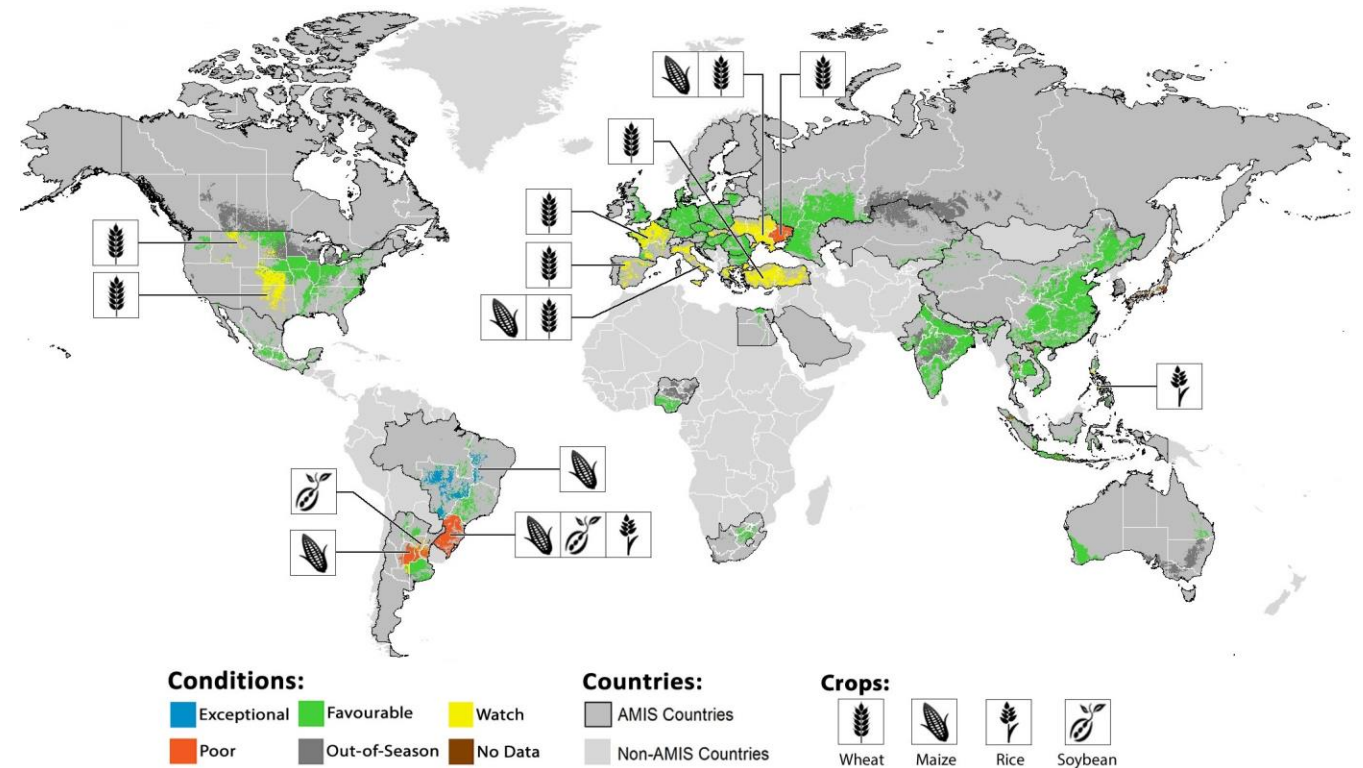 Conditions:
Exceptional
Favourable
Watch
Poor
Out-of-Season
No Data
Countries:
AMIS Countries
Non-AMIS Countries
Crops:
Wheat
Maize
Rice
Soybean